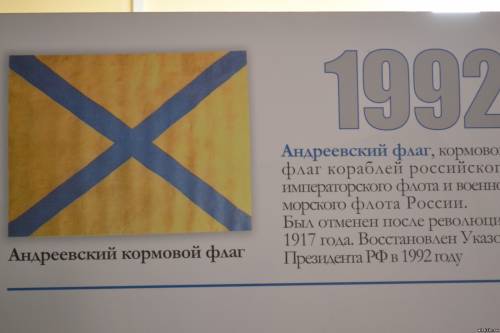 1992
Андреевский флаг, кормово
флаг кораблей российског
императорского флота и военн
морского флота России.
Был отменен после революци
1917 года. Восстановлен Указо
Президента РФ в 1992 году
Андреевский кормовой флаг